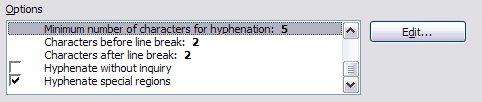 Options
Minimum number of characters for hyphenation: 5
Characters before line break: 2
Characters after line break: 2
Hyphenate without inquiry
Hyphenate special regions
Edit...